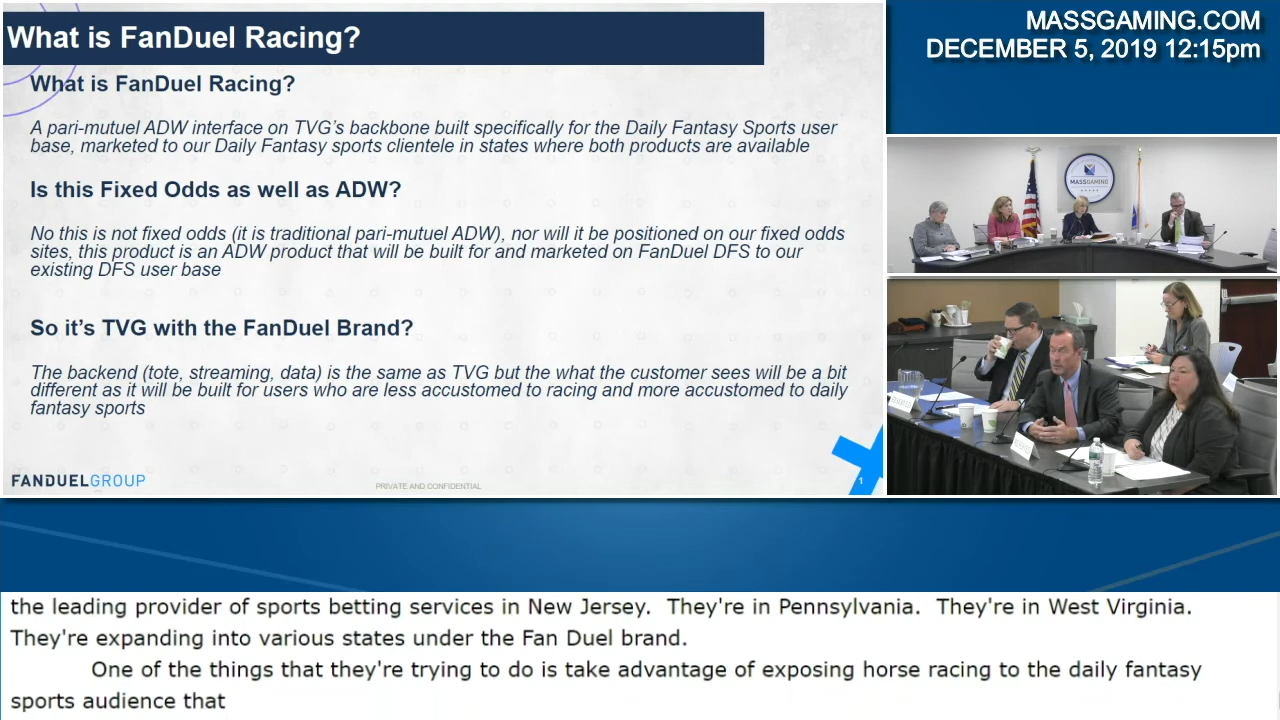 What is FanDuel Racing?
What is FanDuel Racing?
A pari-mutuel ADW interface on TVG's backbone built specifically for the Daily Fantasy Sports user
base, marketed to our Daily Fantasy sports clientele in states where both products are available
Is this Fixed Odds as well as ADW?
No this is not fixed odds (it is traditional pari-mutuel ADW), nor will it be positioned on our fixed odds
sites, this product is an ADW product that will be built for and marketed on FanDuel DFS to our
existing DFS user base
So it's TVG with the FanDuel Brand?
The backend (tote, streaming, data) is the same as TVG but the what the customer sees will be a bit
different as it will be built for users who are less accustomed to racing and more accustomed to daily
fantasy sports
FANDUELGROUP
PRIVATE AND CONFIDENTIAL
1
MASSGAMING.COM
DECEMBER 5, 2019 12:15pm
MASSGAMING
the leading provider of sports betting services in New Jersey.  They're in Pennsylvania.  They're in West Virginia.
They're expanding into various states under the Fan Duel brand.
One of the things that they're trying to do is take advantage of exposing horse racing to the daily fantasy
sports audience that